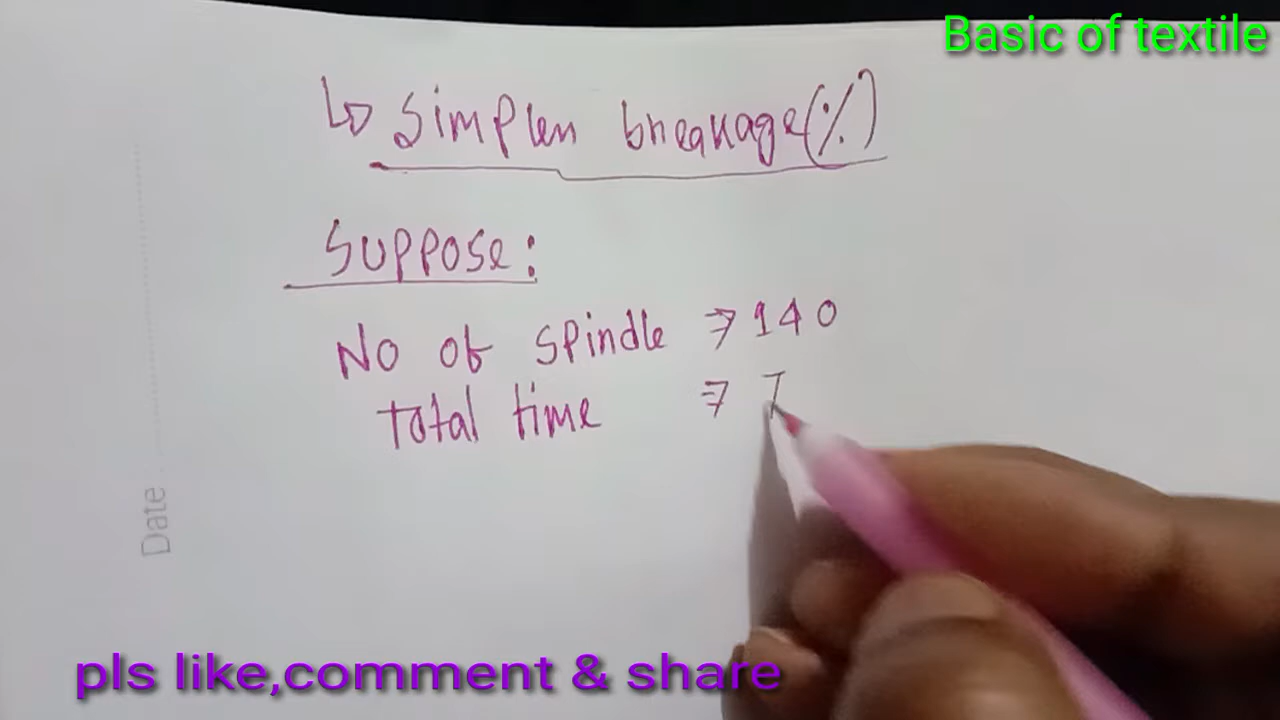 Basic of textile
↳ Simplex breakage(%)
Suppose:
No of spindle ⇒ 140
Total time ⇒
Date
pls like,comment & share